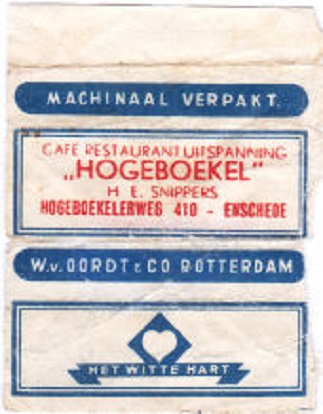 MACHINAAL VERPAKT.
CAFE RESTAURANT UITSPANNING
„HOGEBOEKEL"
H. E. SNIPPERS
HOGEBOEKELERWEG 410 - ENSCHEDE
W.v. OORDT & CO ROTTERDAM
HET WITTE HART